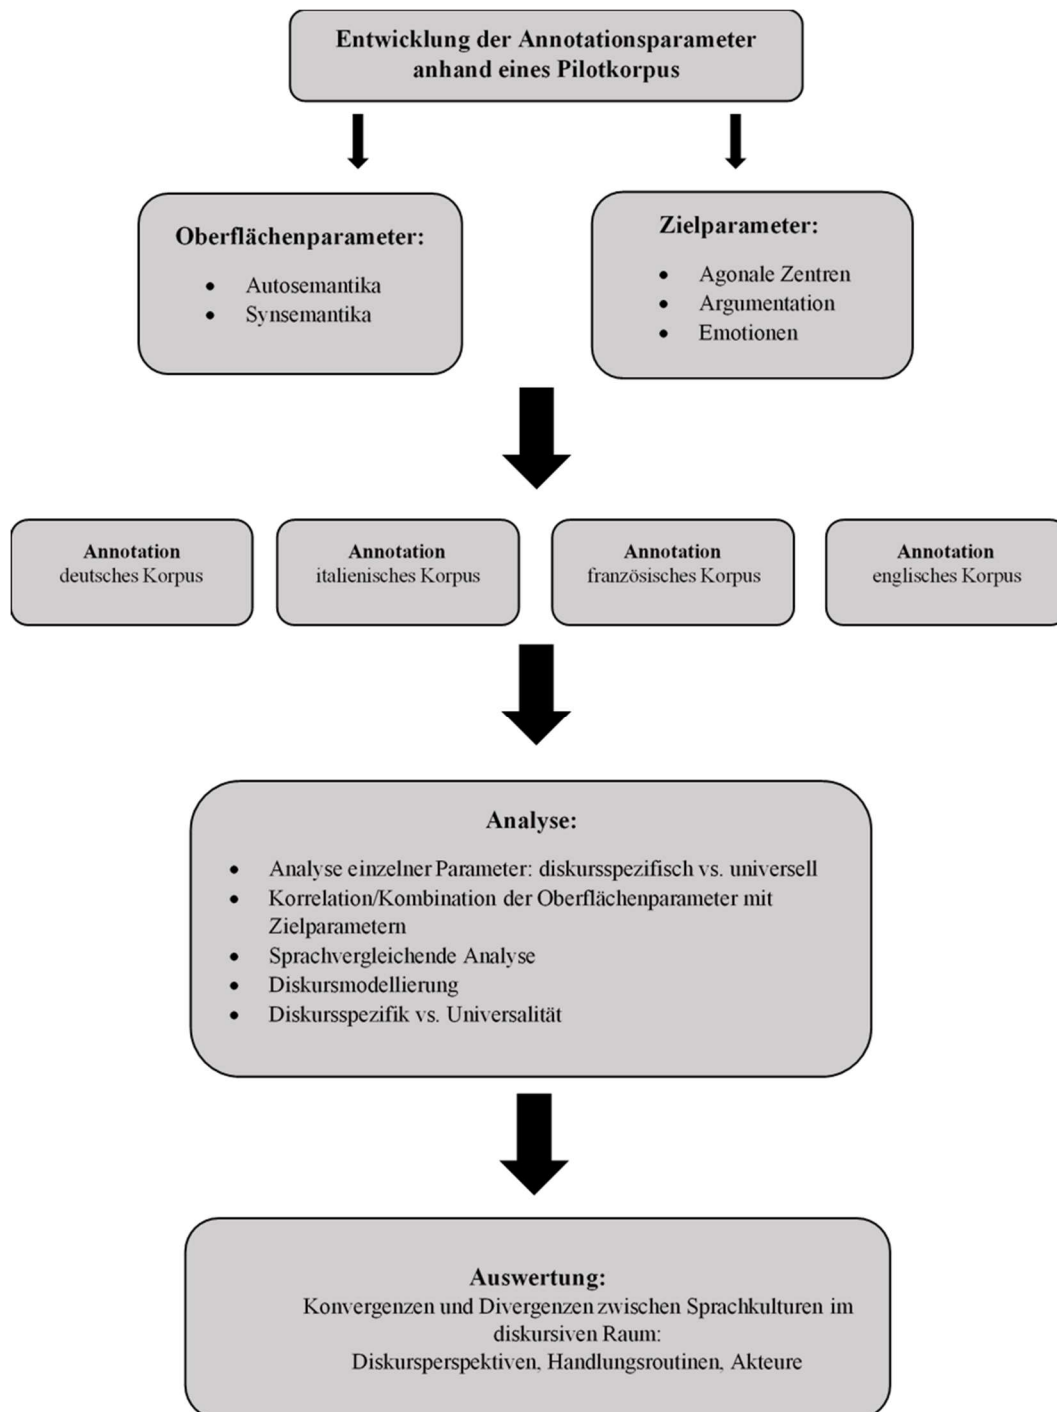 Entwicklung der Annotationsparameter
anhand eines Pilotkorpus
Oberflächenparameter:
• Autosemantika
• Synsemantika
Zielparameter:
• Agonale Zentren
• Argumentation
• Emotionen
Annotation
deutsches Korpus
Annotation
italienisches Korpus
Annotation
französisches Korpus
Annotation
englisches Korpus
Analyse:
• Analyse einzelner Parameter: diskursspezifisch vs. universell
• Korrelation/Kombination der Oberflächenparameter mit
Zielparametern
• Sprachvergleichende Analyse
• Diskursmodellierung
• Diskursspezifik vs. Universalität
Auswertung:
Konvergenzen und Divergenzen zwischen Sprachkulturen im
diskursiven Raum:
Diskursperspektiven, Handlungsroutinen, Akteure